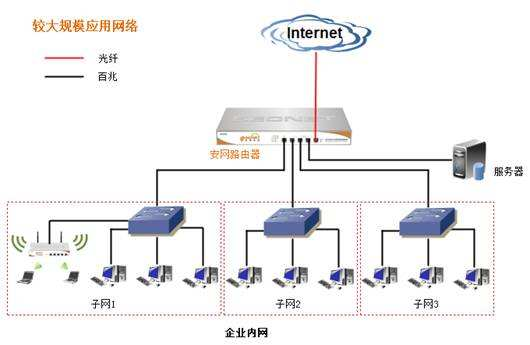 较大规模应用网络
Internet
光纤
百兆
安网路由器
服务器
子网1
子网2
子网3
企业内网